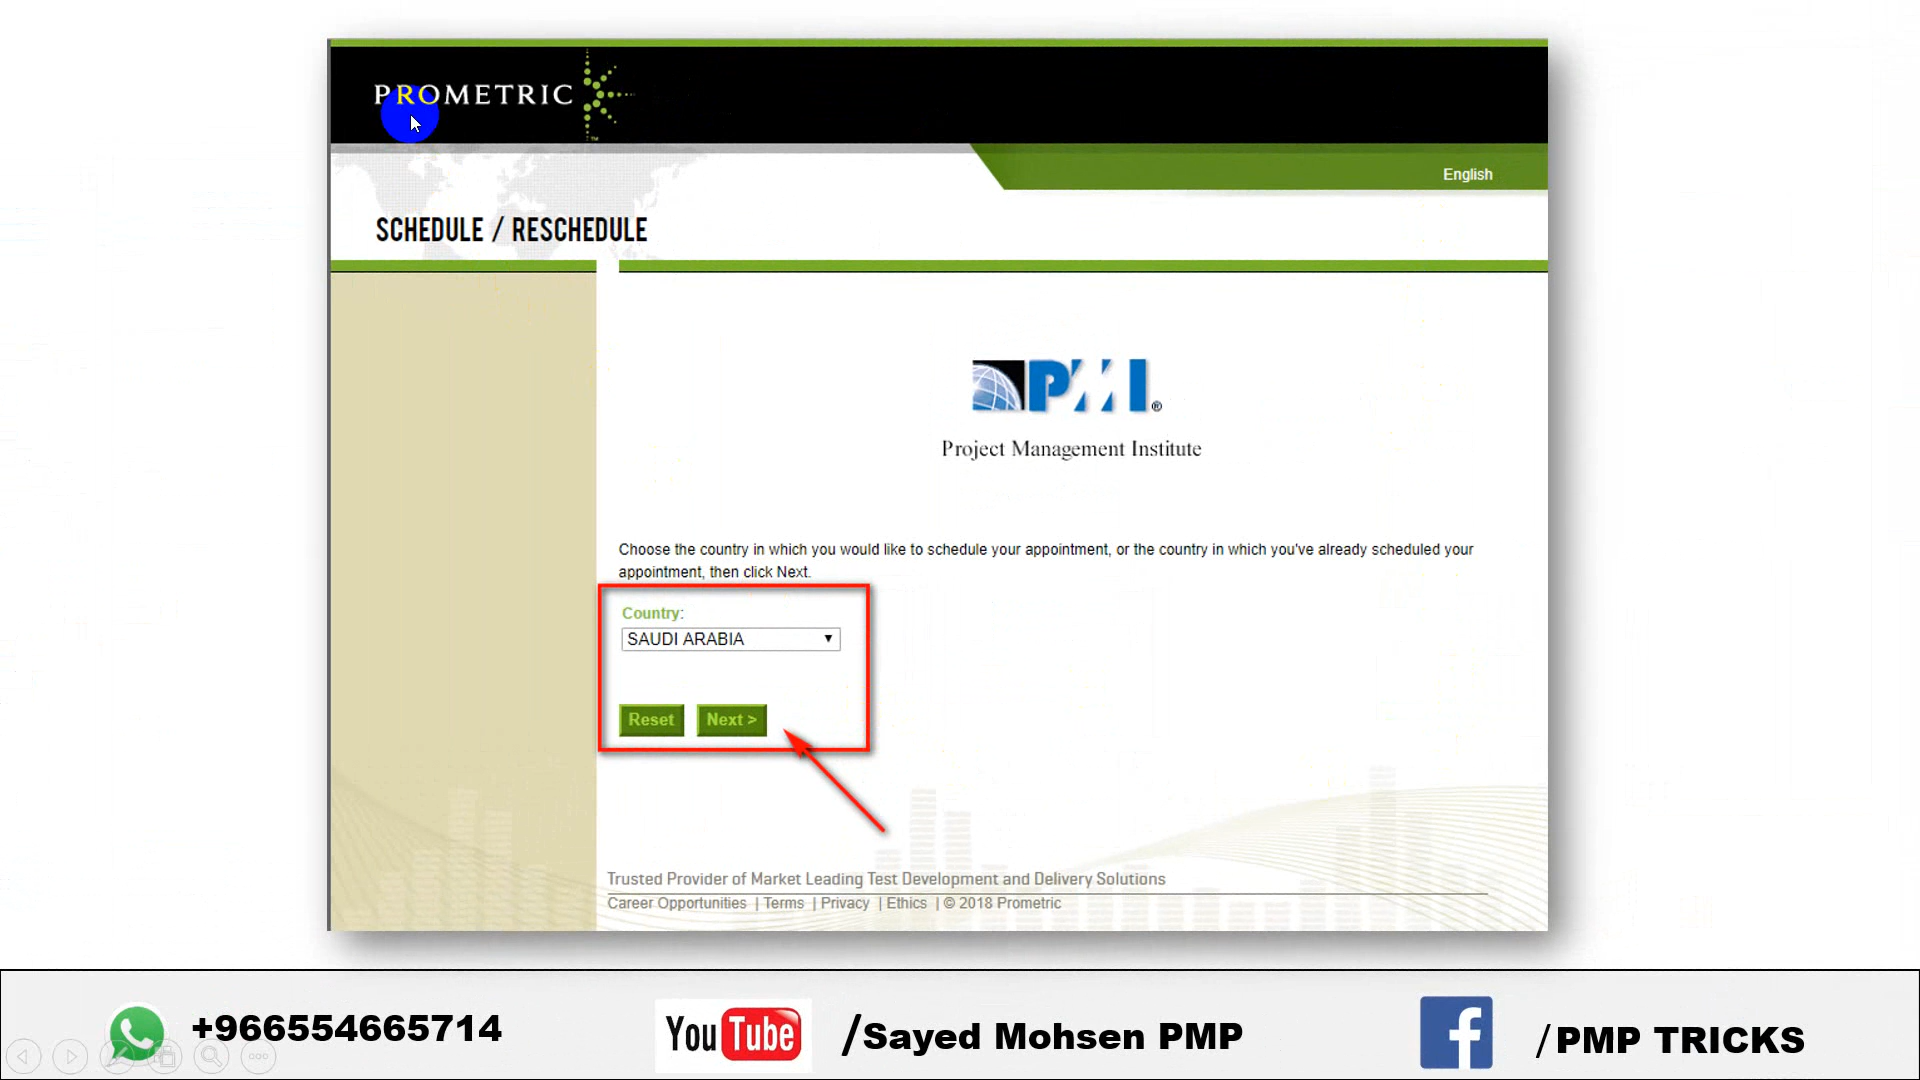 PROMETRIC
English
SCHEDULE / RESCHEDULE
PMI®
Project Management Institute
Choose the country in which you would like to schedule your appointment, or the country in which you've already scheduled your
appointment, then click Next.
Country:
SAUDI ARABIA
Reset Next >
Trusted Provider of Market Leading Test Development and Delivery Solutions
Career Opportunities | Terms | Privacy | Ethics | © 2018 Prometric
+966554665714 YouTube /Sayed Mohsen PMP /PMP TRICKS